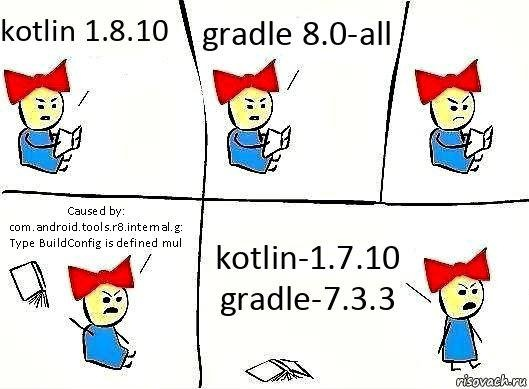 kotlin 1.8.10
gradle 8.0-all
Caused by:
com.android.tools.r8.internal.g:
Type BuildConfig is defined mul
kotlin-1.7.10
gradle-7.3.3
risovach.ru